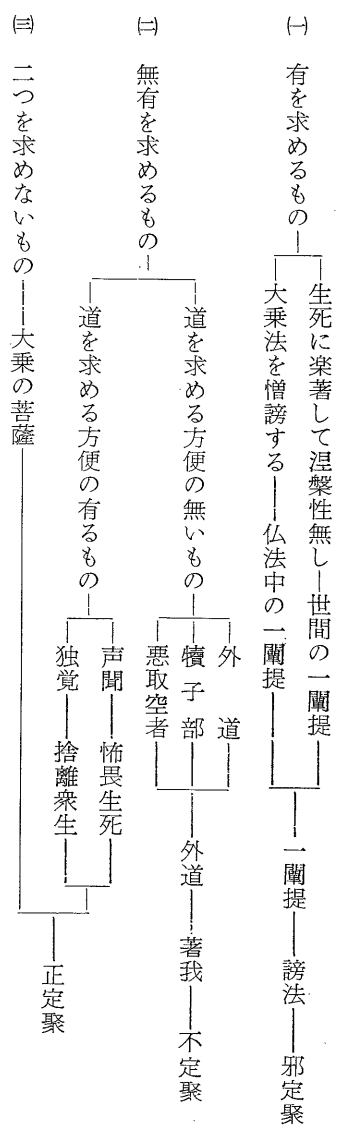 ㈠ 有を求めるもの
生死に楽著して涅槃性無し―世間の一闡提
大乗法を憎謗する――仏法中の一闡提
一闡提――謗法――邪定聚
㈡ 無有を求めるもの
道を求める方便の無いもの
外道
犢子部
悪取空者
外道――著我――不定聚
道を求める方便の有るもの
声聞――怖畏生死
独覚――捨離衆生
正定聚
㈢ 二つを求めないもの――大乗の菩薩